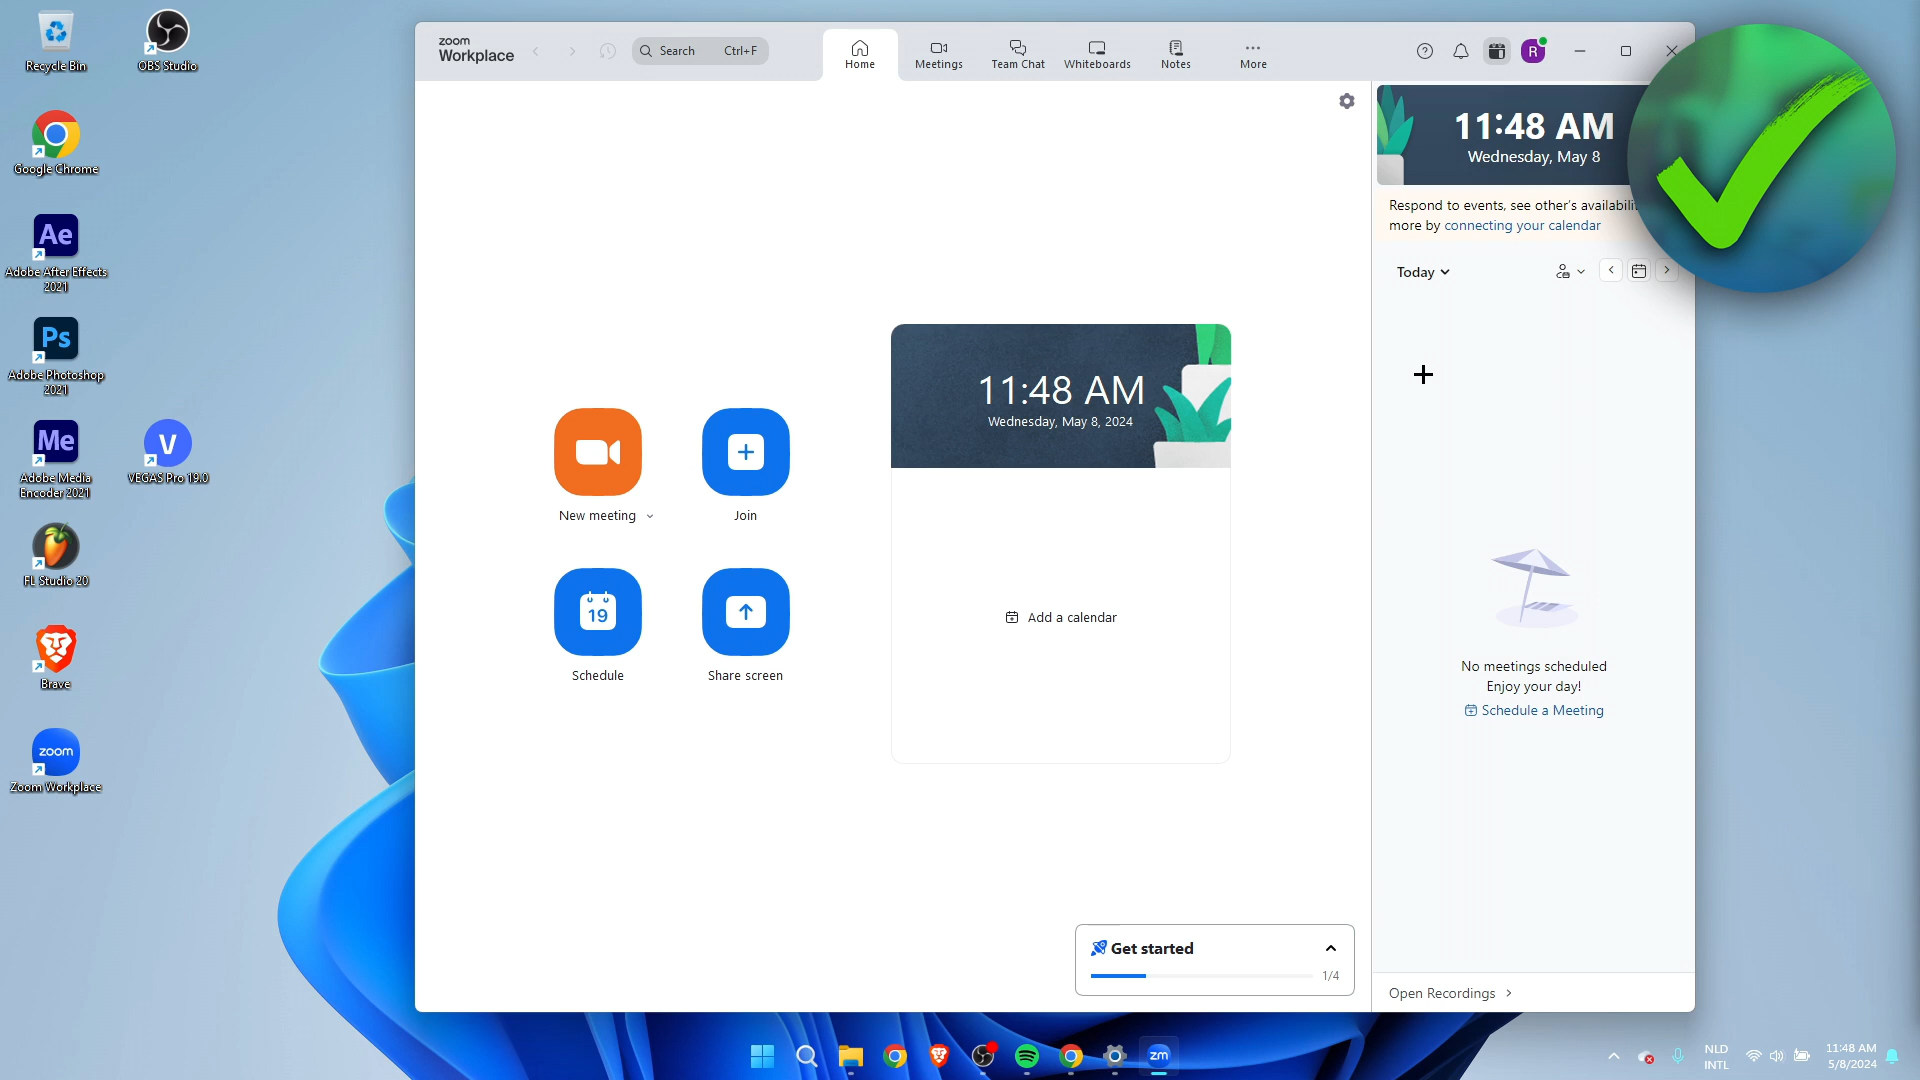 Recycle Bin
OBS Studio
Google Chrome
Ae
Adobe After Effects
2021
Ps
Adobe Photoshop
2021
Me
Adobe Media
Encoder 2021
V
VEGAS Pro 19.0
FL Studio 20
Brave
zoom
Zoom Workplace
zoom
Workplace
Search Ctrl+F
Home
Meetings
Team Chat
Whiteboards
Notes
More
R
11:48 AM
Wednesday, May 8
Respond to events, see other's availabili
more by connecting your calendar
Today
New meeting
Join
19
Schedule
Share screen
11:48 AM
Wednesday, May 8, 2024
Add a calendar
No meetings scheduled
Enjoy your day!
Schedule a Meeting
Get started
1/4
Open Recordings
zm
NLD
INTL
11:48 AM
5/8/2024